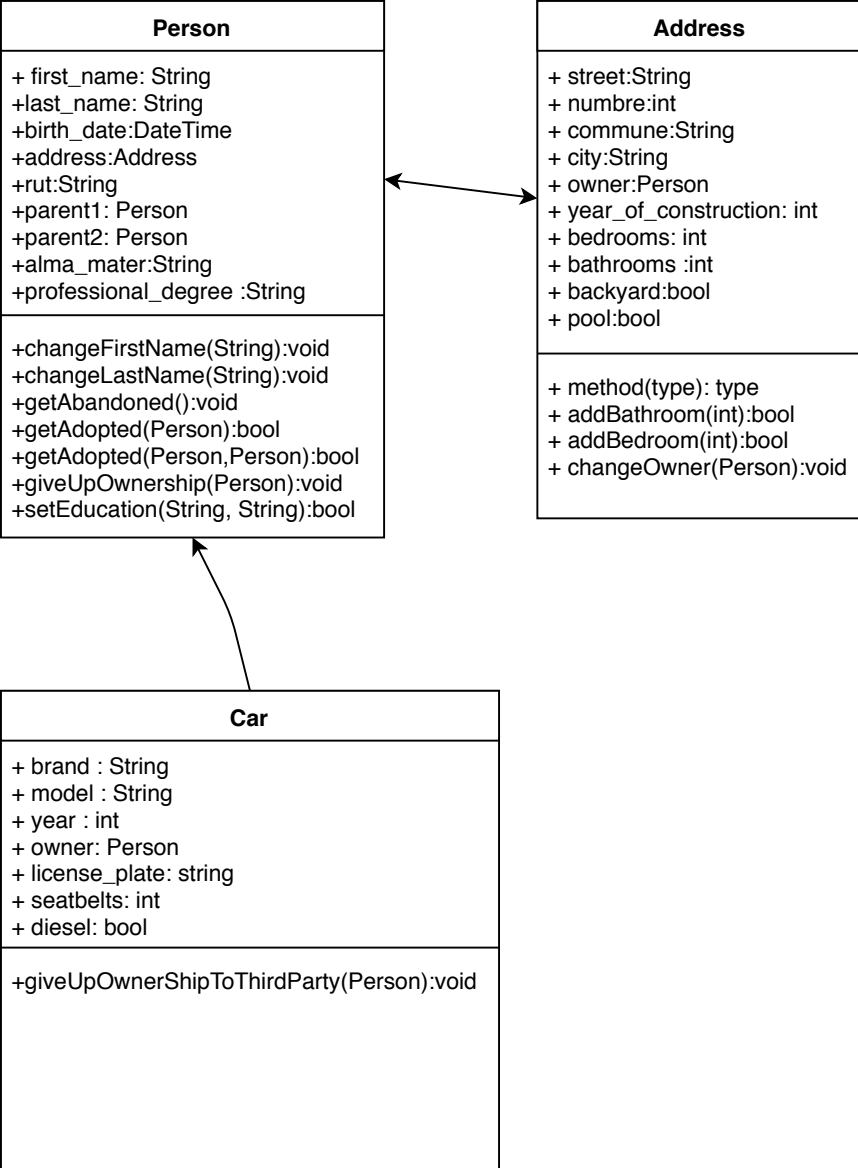 Person
+ first_name: String
+last_name: String
+birth_date:DateTime
+address:Address
+rut:String
+parent1: Person
+parent2: Person
+alma_mater:String
+professional_degree :String
+changeFirstName(String):void
+changeLastName(String):void
+getAbandoned():void
+getAdopted(Person):bool
+getAdopted(Person,Person):bool
+giveUpOwnership(Person):void
+setEducation(String, String):bool
Address
+ street:String
+ numbre:int
+ commune:String
+ city:String
+ owner:Person
+ year_of_construction: int
+ bedrooms: int
+ bathrooms :int
+ backyard:bool
+ pool:bool
+ method(type): type
+ addBathroom(int):bool
+ addBedroom(int):bool
+ changeOwner(Person):void
Car
+ brand : String
+ model : String
+ year : int
+ owner: Person
+ license_plate: string
+ seatbelts: int
+ diesel: bool
+giveUpOwnerShipToThirdParty(Person):void